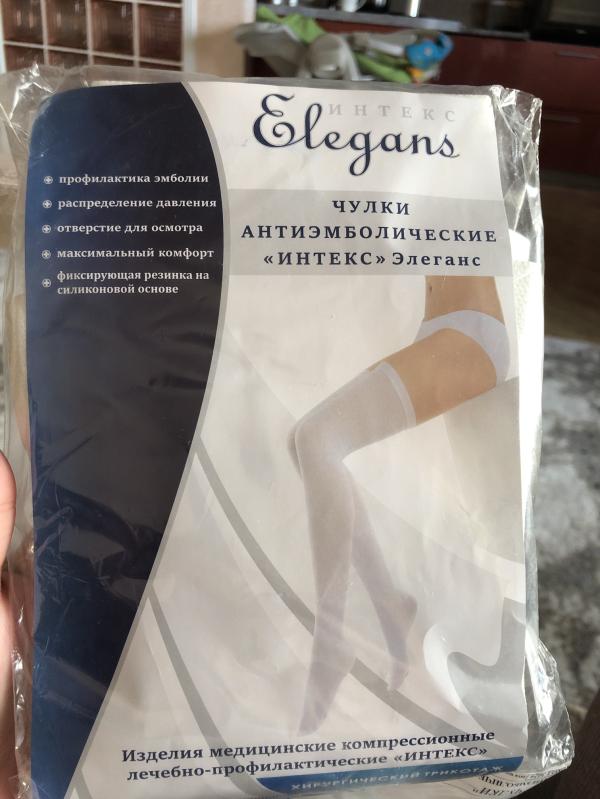 ИНТЕКС
Elegans
ЧУЛКИ
АНТИЭМБОЛИЧЕСКИЕ
«ИНТЕКС» Элеганс
профилактика эмболии
распределение давления
отверстие для осмотра
максимальный комфорт
фиксирующая резинка на
силиконовой основе
Изделия медицинские компрессионные
лечебно-профилактические «ИНТЕКС»
ХИРУРГИЧЕСКИЙ ТРИКОТАЖ